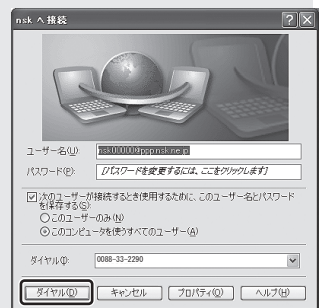 nsk へ接続
ユーザー名(U):
nsk00000@ppp.nsk.ne.jp
パスワード(P):
[パスワードを変更するには、ここをクリックします]
次のユーザーが接続するとき使用するために、このユーザー名とパスワード
を保存する(S):
このユーザーのみ(N)
このコンピュータを使うすべてのユーザー(A)
ダイヤル(I):
0088-33-2290
ダイヤル(D) キャンセル プロパティ(O) ヘルプ(H)